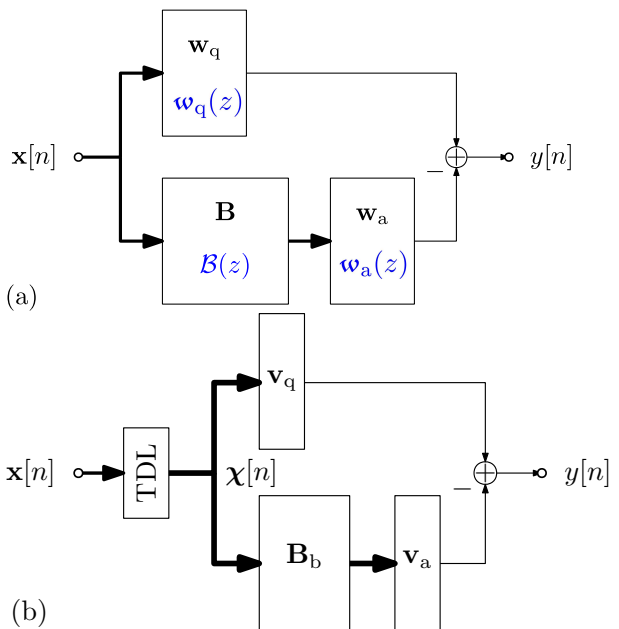 w_q
𝔀_q(z)
x[n]
y[n]
−
B
w_a
ℬ(z)
𝔀_a(z)
(a)
v_q
x[n]
TDL
χ[n]
y[n]
−
B_b
v_a
(b)